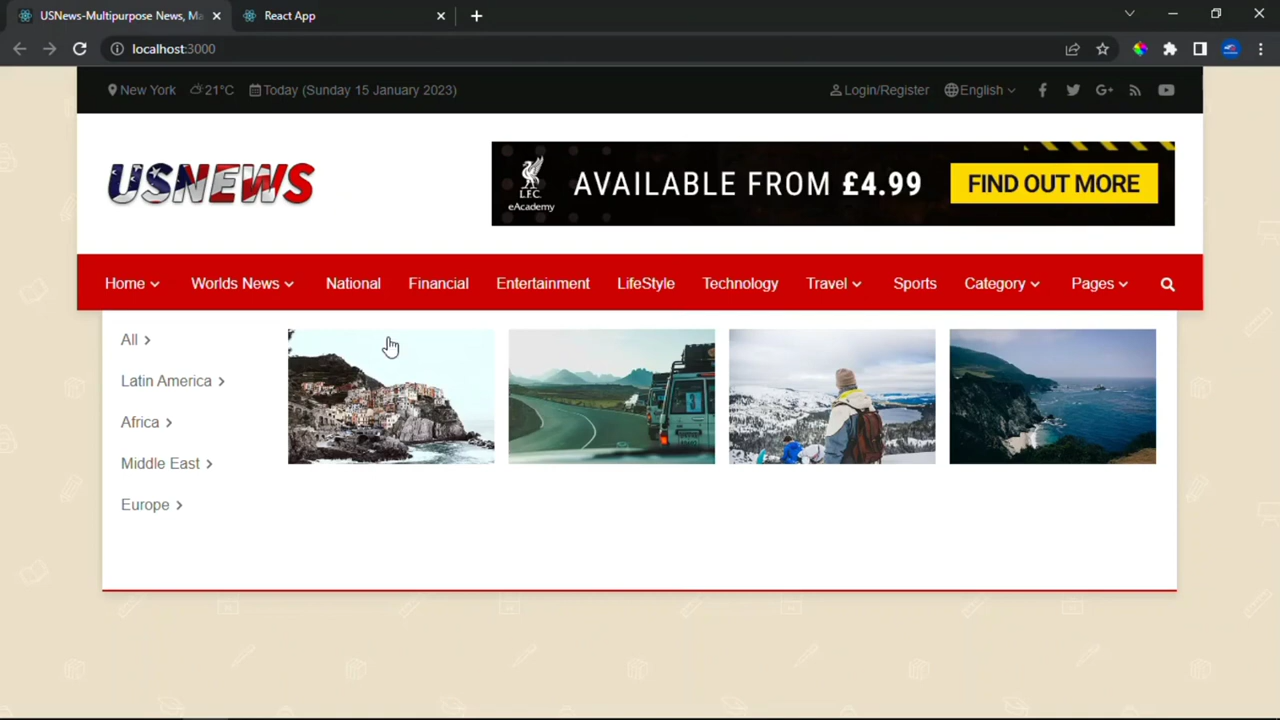 USNews-Multipurpose News, Ma
React App
localhost:3000
New York 21°C Today (Sunday 15 January 2023) Login/Register English
USNEWS
L.F.C.
eAcademy
AVAILABLE FROM £4.99 FIND OUT MORE
Home Worlds News National Financial Entertainment LifeStyle Technology Travel Sports Category Pages
All
Latin America
Africa
Middle East
Europe